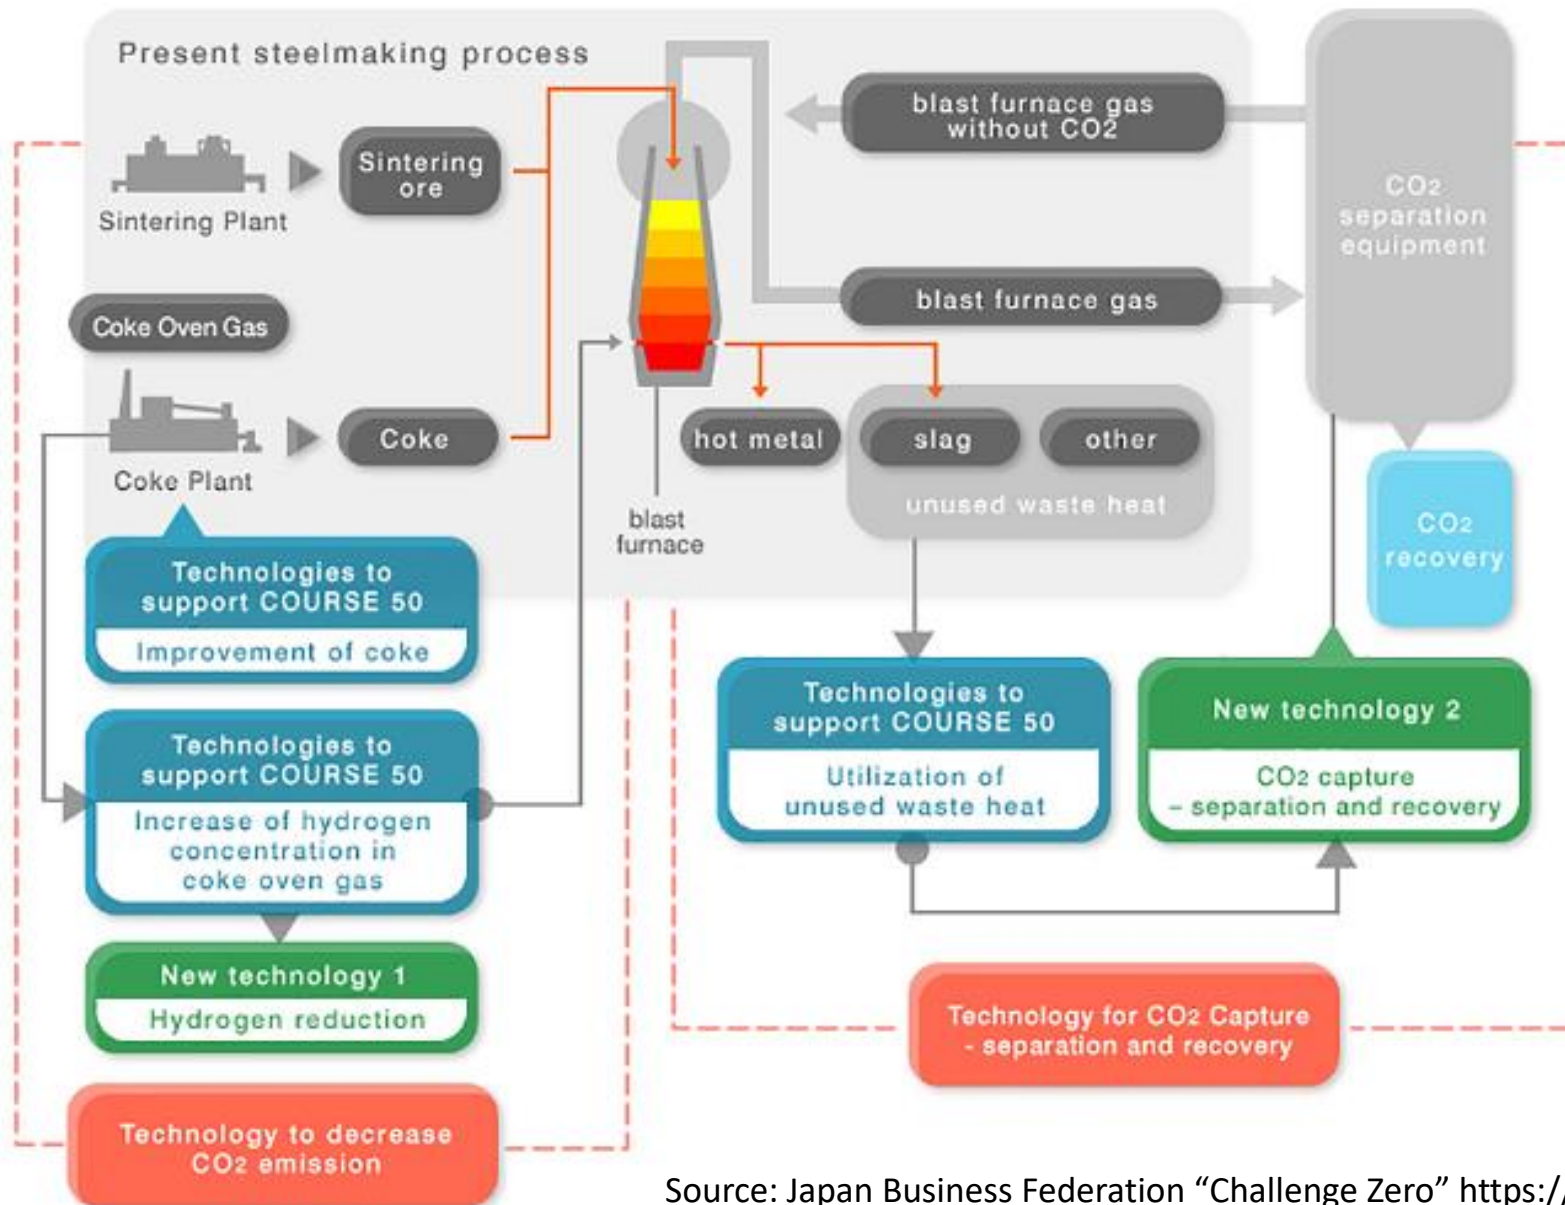 Present steelmaking process
Sintering Plant
Sintering
ore
Coke Oven Gas
Coke Plant
Coke
blast furnace gas
without CO2
blast furnace gas
CO2
separation
equipment
hot metal
slag
other
unused waste heat
blast
furnace
CO2
recovery
Technologies to
support COURSE 50
Improvement of coke
Technologies to
support COURSE 50
Increase of hydrogen
concentration in
coke oven gas
New technology 1
Hydrogen reduction
Technology to decrease
CO2 emission
Technologies to
support COURSE 50
Utilization of
unused waste heat
New technology 2
CO2 capture
– separation and recovery
Technology for CO2 Capture
- separation and recovery
Source: Japan Business Federation “Challenge Zero” https:/